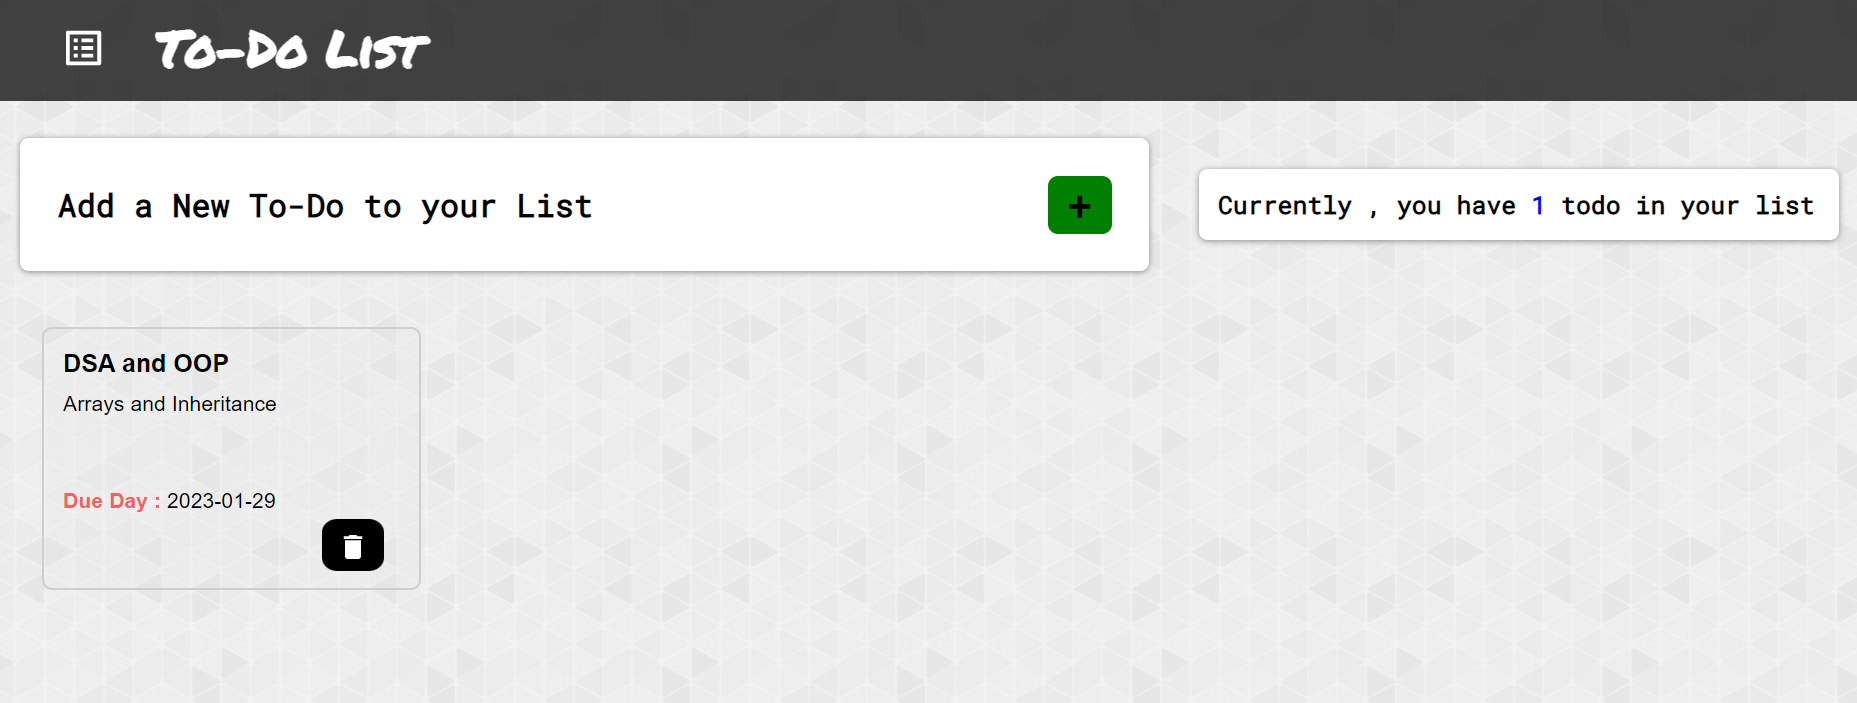 To-Do List
Add a New To-Do to your List
+
Currently , you have 1 todo in your list
DSA and OOP
Arrays and Inheritance
Due Day : 2023-01-29